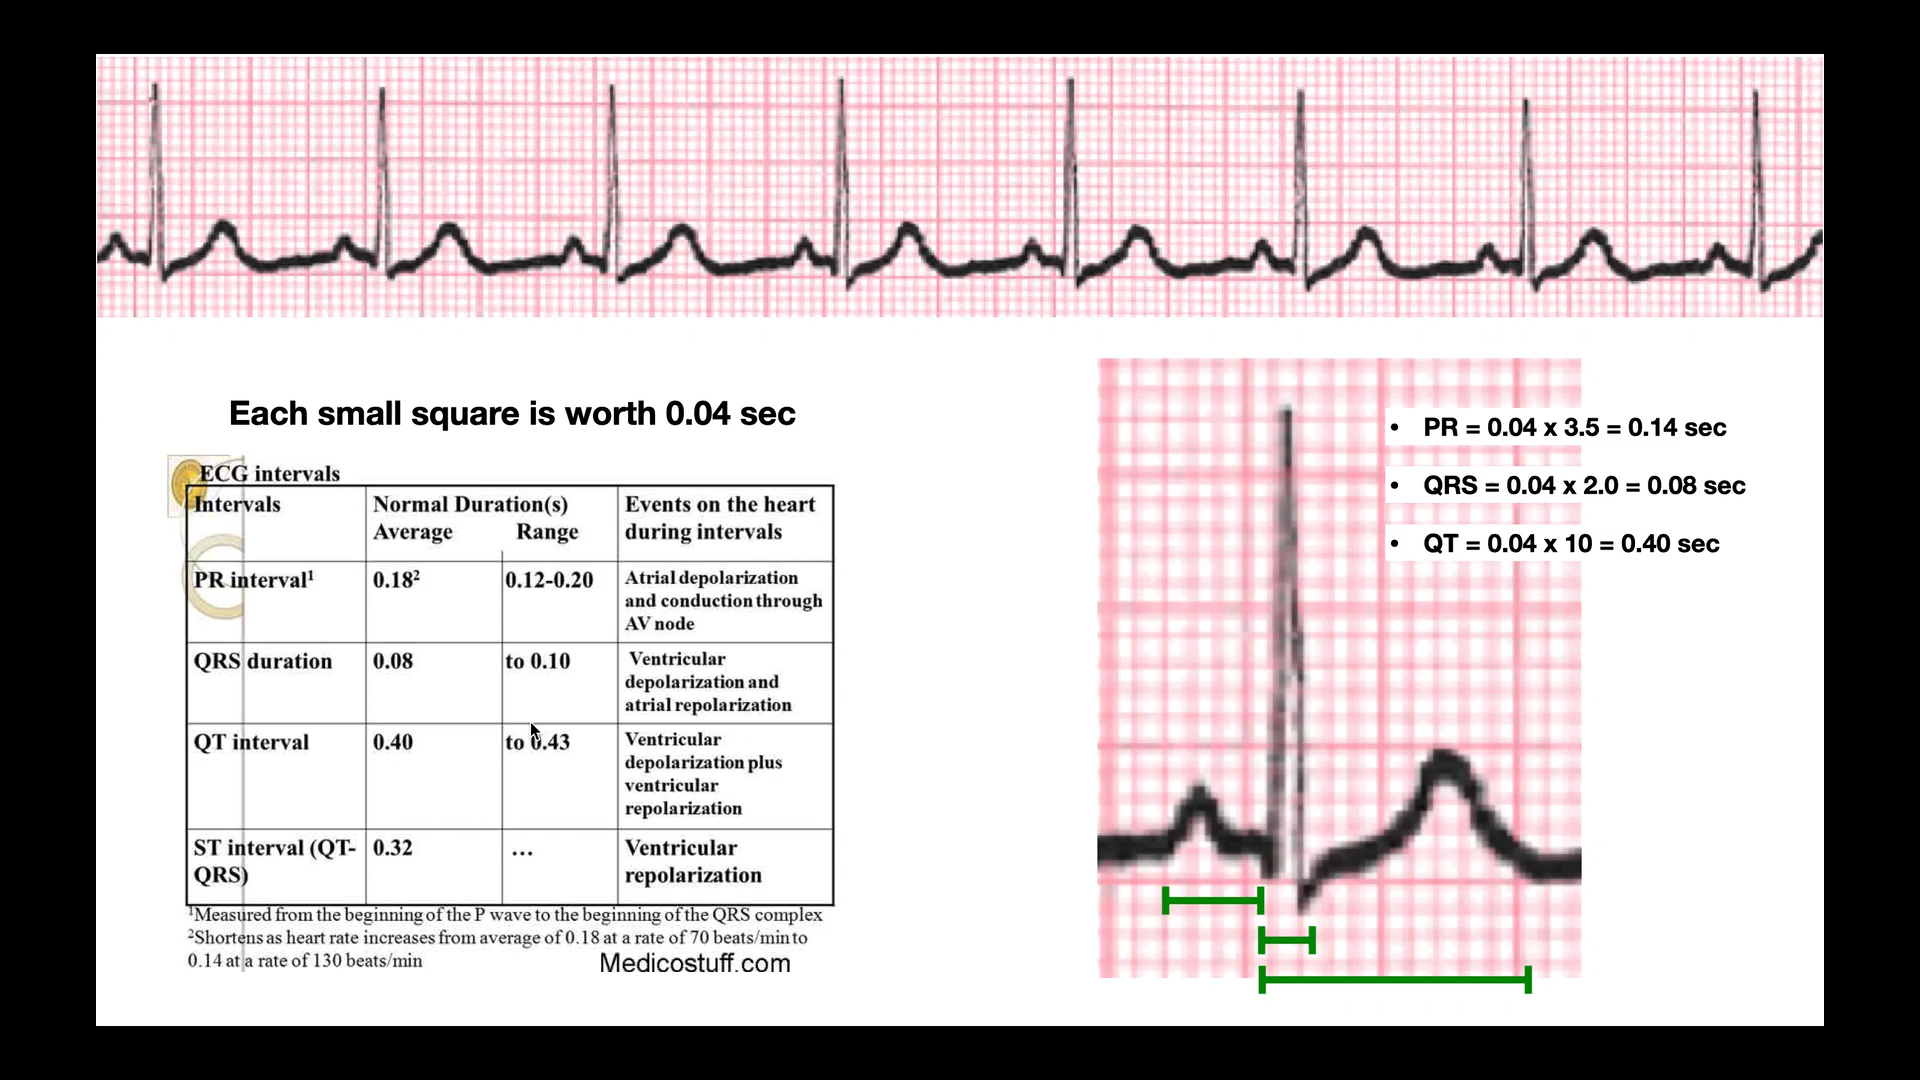 Each small square is worth 0.04 sec
ECG intervals
Intervals
Normal Duration(s)
Average Range
Events on the heart
during intervals
PR interval¹
0.18²
0.12-0.20
Atrial depolarization
and conduction through
AV node
QRS duration
0.08
to 0.10
Ventricular
depolarization and
atrial repolarization
QT interval
0.40
to 0.43
Ventricular
depolarization plus
ventricular
repolarization
ST interval (QT-
QRS)
0.32
...
Ventricular
repolarization
¹Measured from the beginning of the P wave to the beginning of the QRS complex
²Shortens as heart rate increases from average of 0.18 at a rate of 70 beats/min to
0.14 at a rate of 130 beats/min
Medicostuff.com
• PR = 0.04 x 3.5 = 0.14 sec
• QRS = 0.04 x 2.0 = 0.08 sec
• QT = 0.04 x 10 = 0.40 sec